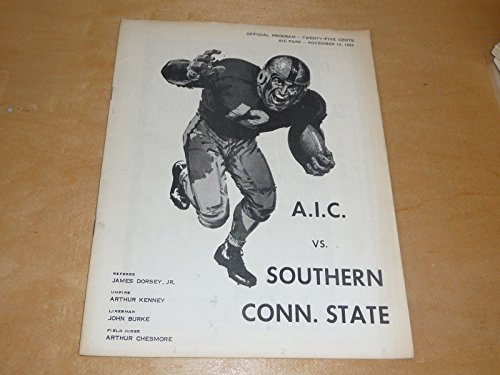 OFFICIAL PROGRAM — TWENTY-FIVE CENTS
AIC PARK — NOVEMBER 14,
A.I.C.
VS.
SOUTHERN
CONN. STATE
REFEREE
JAMES DORSEY, JR.
UMPIRE
ARTHUR KENNEY
LINESMAN
JOHN BURKE
FIELD JUDGE
ARTHUR CHESMORE